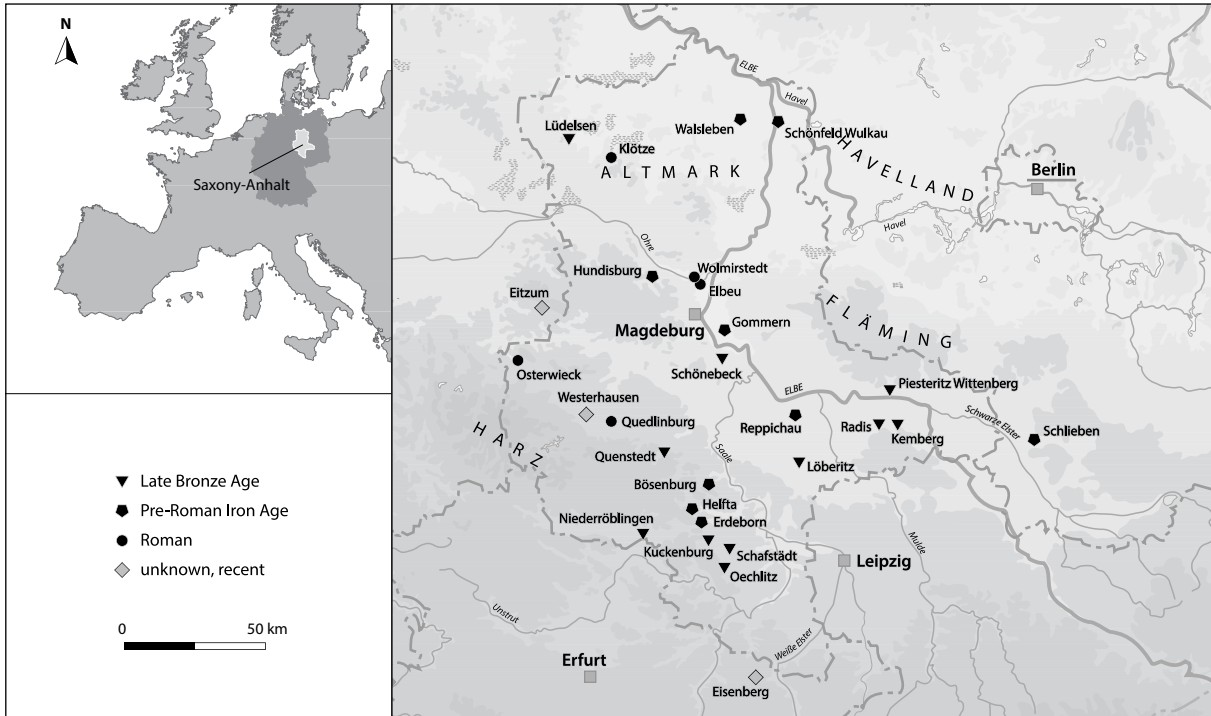 N
Saxony-Anhalt
Late Bronze Age
Pre-Roman Iron Age
Roman
unknown, recent
0 50 km
ELBE
Havel
Lüdelsen
Walsleben
Schönfeld Wulkau
Klötze
ALTMARK
HAVELLAND
Berlin
Havel
Ohre
Hundisburg
Wolmirstedt
Elbeu
Eitzum
Magdeburg
Gommern
FLÄMING
Osterwieck
Schönebeck
ELBE
Piesteritz Wittenberg
Westerhausen
Schwarze Elster
Quedlinburg
Reppichau
Radis
Kemberg
Schlieben
HARZ
Quenstedt
Saale
Löberitz
Bösenburg
Helfta
Erdeborn
Niederröblingen
Kuckenburg
Schafstädt
Mulde
Leipzig
Oechlitz
Unstrut
Weiße Elster
Erfurt
Eisenberg